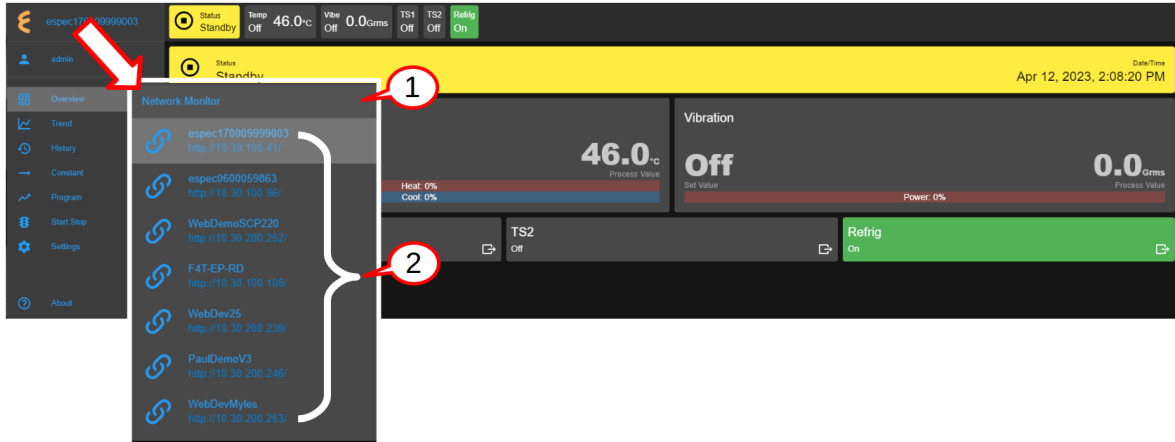 espec170009999003
Status
Standby
Temp
Off
46.0°C
Vibe
Off
0.0Grms
TS1
Off
TS2
Off
Refrig
On
admin
Status
Standby
Date/Time
Apr 12, 2023, 2:08:20 PM
Overview
Trend
History
Constant
Program
Start Stop
Settings
About
Network Monitor
1
espec170009999003
http://10.30.100.41/
espec0600059863
http://10.30.100.96/
WebDemoSCP220
http://10.30.200.252/
F4T-EP-RD
http://10.30.100.106/
WebDev25
http://10.30.200.239/
PaulDemoV3
http://10.30.200.246/
WebDevMyles
http://10.30.200.253/
2
46.0°C
Process Value
Heat: 0%
Cool: 0%
Vibration
Off
Set Value
0.0Grms
Process Value
Power: 0%
TS2
Off
Refrig
On